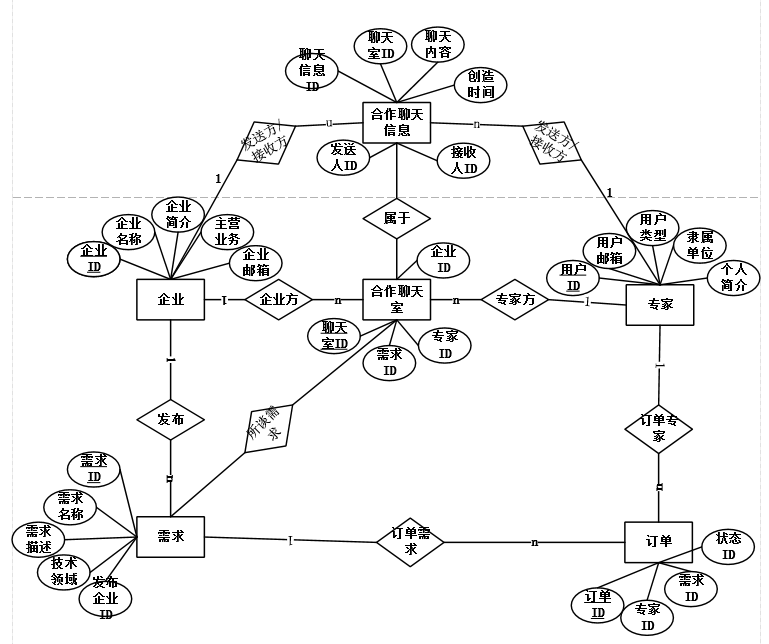 聊天
室ID
聊天
内容
聊天
信息
ID
创造
时间
合作聊天
信息
发送方/
接收方
u
n
发送方/
接收方
发送
人ID
接收
人ID
1
1
属于
企业
简介
企业
名称
主营
业务
企业
ID
企业
邮箱
企业
ID
用户
类型
用户
邮箱
隶属
单位
用户
ID
个人
简介
企业
1
企业方
n
合作聊天
室
n
专家方
1
专家
聊天
室ID
需求
ID
专家
ID
1
1
发布
所谈需
求
订单专
家
n
n
需求
ID
需求
名称
需求
描述
技术
领域
发布
企业
ID
需求
1
订单需
求
n
订单
状态
ID
需求
ID
专家
ID
订单
ID